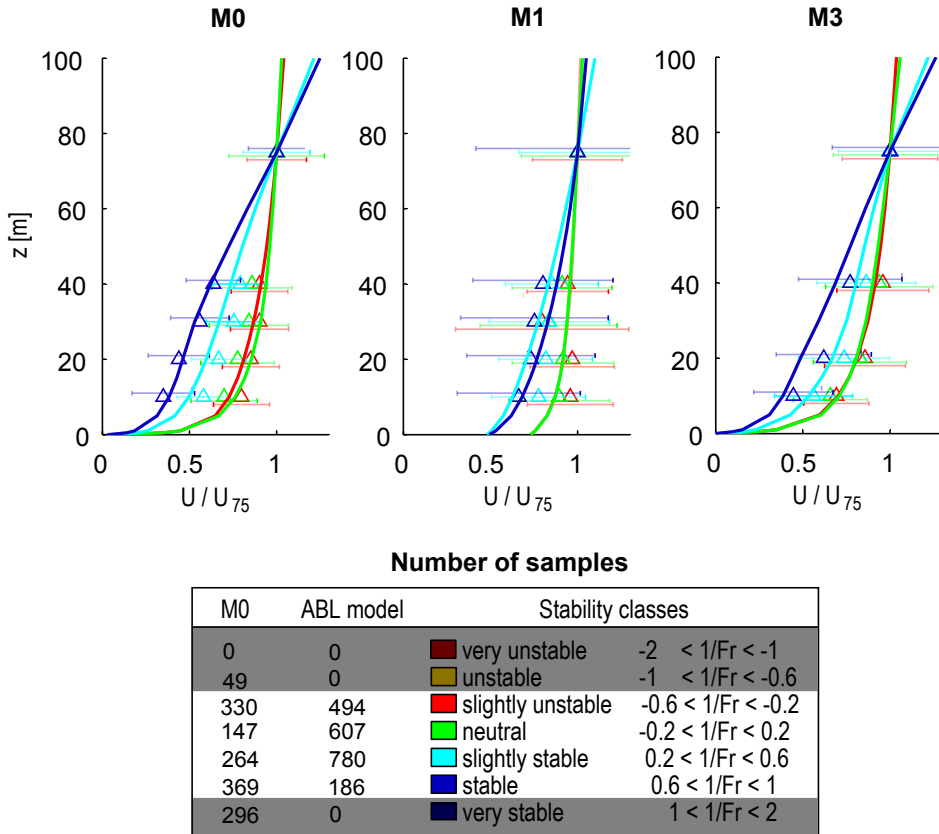 M0 M1 M3
100 100 100
80 80 80
60 60 60
z [m]
40 40 40
20 20 20
0 0 0
0 0.5 1 0 0.5 1 0 0.5 1
U / U75 U / U75 U / U75
Number of samples
M0 ABL model Stability classes
0 0 very unstable -2 < 1/Fr < -1
49 0 unstable -1 < 1/Fr < -0.6
330 494 slightly unstable -0.6 < 1/Fr < -0.2
147 607 neutral -0.2 < 1/Fr < 0.2
264 780 slightly stable 0.2 < 1/Fr < 0.6
369 186 stable 0.6 < 1/Fr < 1
296 0 very stable 1 < 1/Fr < 2